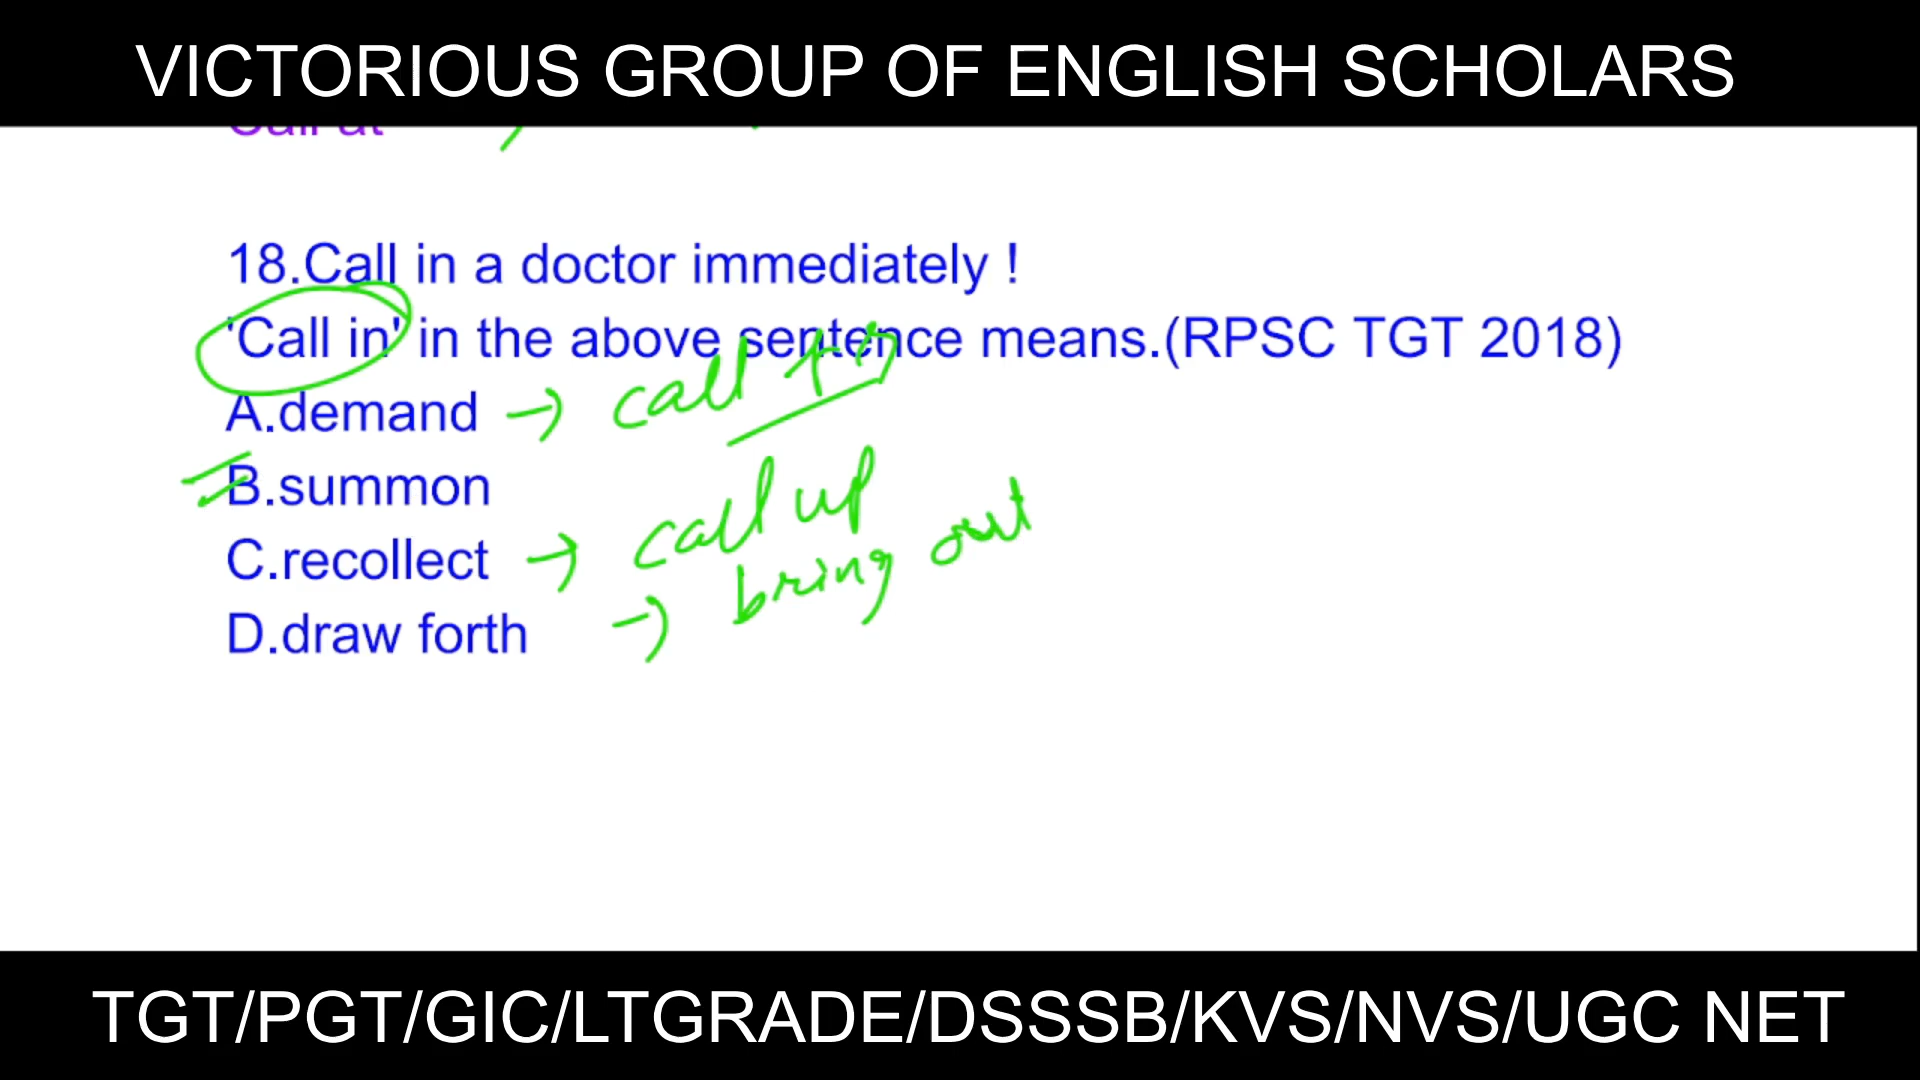 VICTORIOUS GROUP OF ENGLISH SCHOLARS
Call at
18.Call in a doctor immediately !
'Call in' in the above sentence means.(RPSC TGT 2018)
A.demand → call
B.summon
C.recollect → call up
D.draw forth → bring out
TGT/PGT/GIC/LTGRADE/DSSSB/KVS/NVS/UGC NET